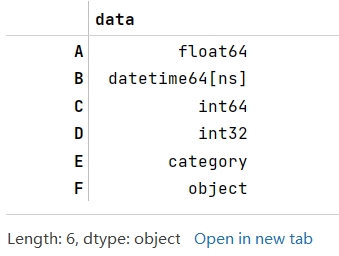 data
A float64
B datetime64[ns]
C int64
D int32
E category
F object
Length: 6, dtype: object Open in new tab